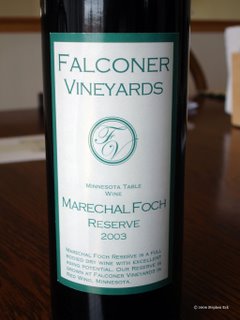 FALCONER
VINEYARDS
FV
MINNESOTA TABLE
WINE
MARECHAL FOCH
RESERVE
2003
MARECHAL FOCH RESERVE IS A FULL
BODIED DRY WINE WITH EXCELLENT
AGING POTENTIAL. OUR RESERVE IS
GROWN AT FALCONER VINEYARDS IN
RED WING, MINNESOTA.